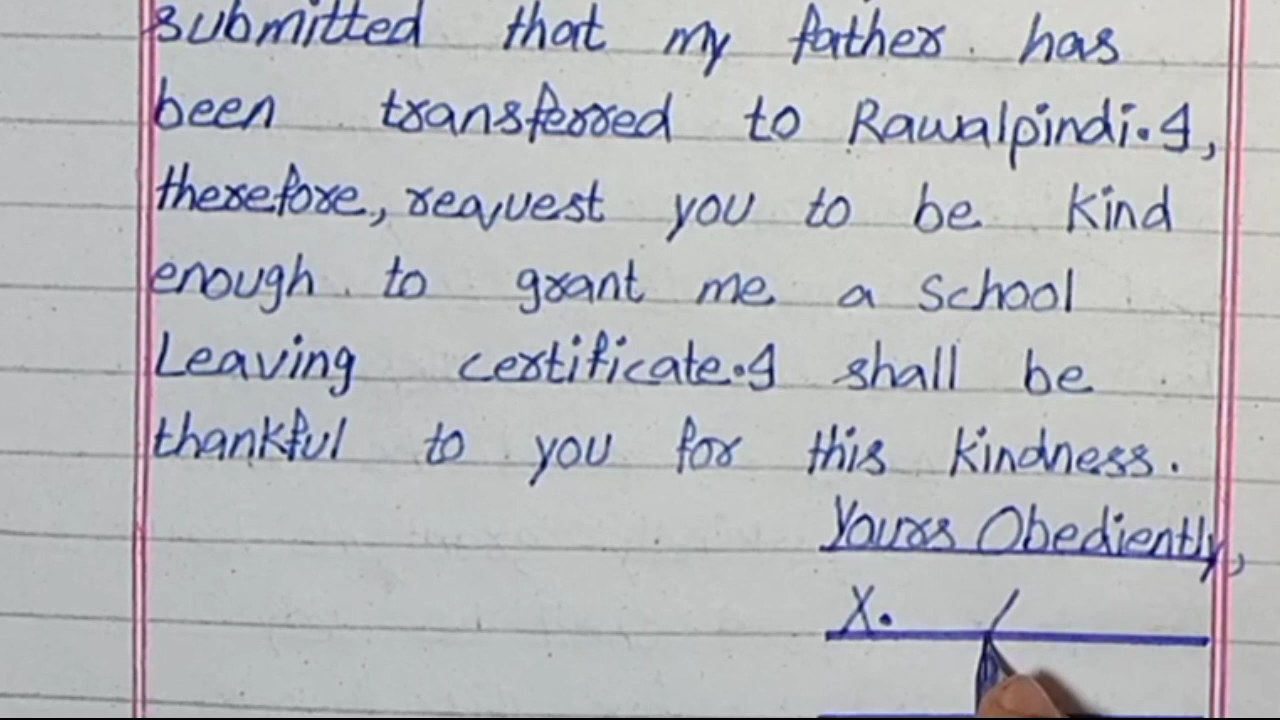 submitted that my father has
been transferred to Rawalpindi. I,
therefore, request you to be kind
enough to grant me a School
Leaving certificate. I shall be
thankful to you for this kindness.
Yours Obediently,
X.